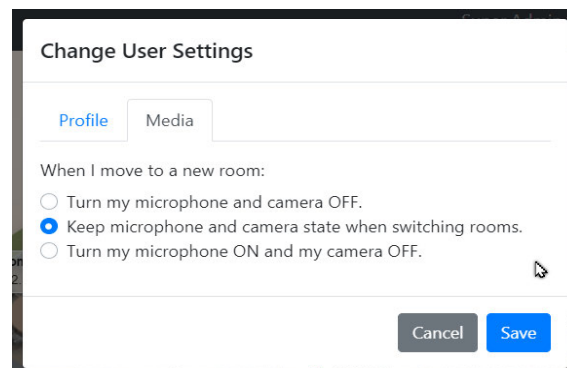 Change User Settings
Profile
Media
When I move to a new room:
Turn my microphone and camera OFF.
Keep microphone and camera state when switching rooms.
Turn my microphone ON and my camera OFF.
Cancel
Save